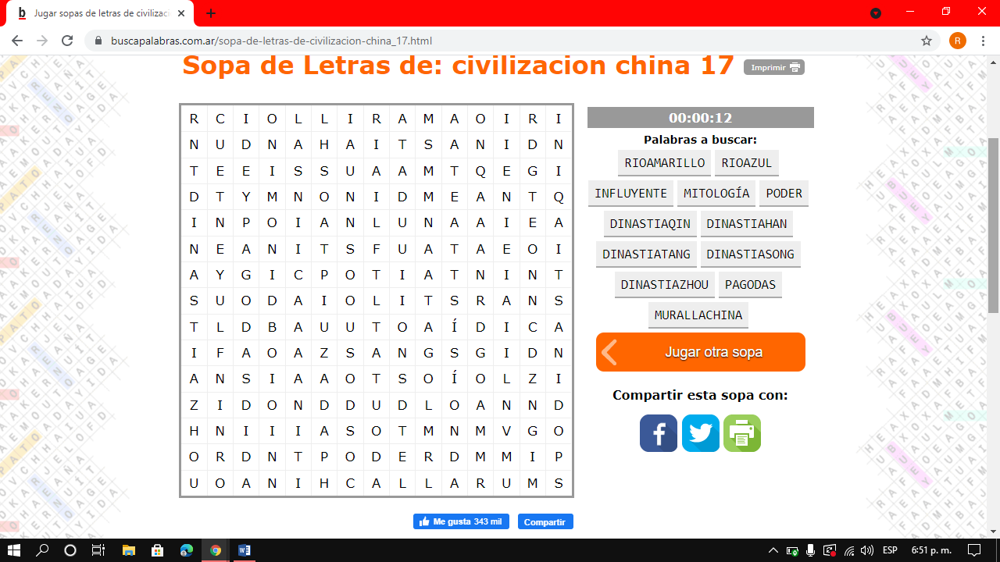 b Jugar sopas de letras de civilizac
buscapalabras.com.ar/sopa-de-letras-de-civilizacion-china_17.html
R
Sopa de Letras de: civilizacion china 17
Imprimir
R C I O L L I R A M A O I R I
N U D N A H A I T S A N I D N
T E E I S S U A A M T Q E G I
D T Y M N O N I D M E A N T Q
I N P O I A N L U N A A I E A
N E A N I T S F U A T A E O I
A Y G I C P O T I A T N I N T
S U O D A I O L I T S R A N S
T L D B A U U T O A Í D I C A
I F A O A Z S A N G S G I D N
A N S I A A O T S O Í O L Z I
Z I D O N D D U D L O A N N D
H N I I I A S O T M N M V G O
O R D N T P O D E R D M M I P
U O A N I H C A L L A R U M S
00:00:12
Palabras a buscar:
RIOAMARILLO RIOAZUL
INFLUYENTE MITOLOGÍA PODER
DINASTIAQIN DINASTIAHAN
DINASTIATANG DINASTIASONG
DINASTIAZHOU PAGODAS
MURALLACHINA
Jugar otra sopa
Compartir esta sopa con:
Me gusta 343 mil
Compartir
ESP 6:51 p. m.